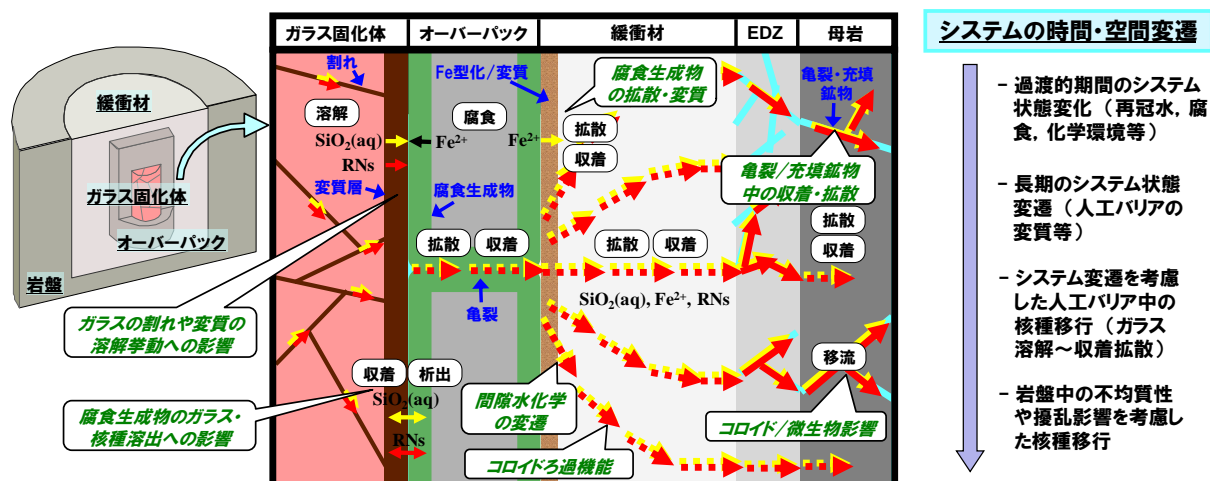 ガラス固化体
オーバーパック
緩衝材
EDZ
母岩
システムの時間・空間変遷
緩衝材
ガラス固化体
オーバーパック
岩盤
割れ
溶解
SiO₂(aq)
RNs
変質層
腐食
Fe²⁺
腐食生成物
Fe型化/変質
Fe²⁺
腐食生成物
の拡散・変質
拡散
収着
亀裂・充填
鉱物
亀裂/充填鉱物
中の収着・拡散
拡散
収着
拡散
収着
亀裂
拡散
収着
SiO₂(aq), Fe²⁺, RNs
ガラスの割れや変質の
溶解挙動への影響
収着
析出
SiO₂(aq)
RNs
腐食生成物のガラス・
核種溶出への影響
間隙水化学
の変遷
コロイドろ過機能
移流
コロイド/微生物影響
– 過渡的期間のシステム
状態変化（再冠水, 腐
食, 化学環境等）
– 長期のシステム状態
変遷（人工バリアの
変質等）
– システム変遷を考慮
した人工バリア中の
核種移行（ガラス
溶解～収着拡散）
– 岩盤中の不均質性
や擾乱影響を考慮し
た核種移行